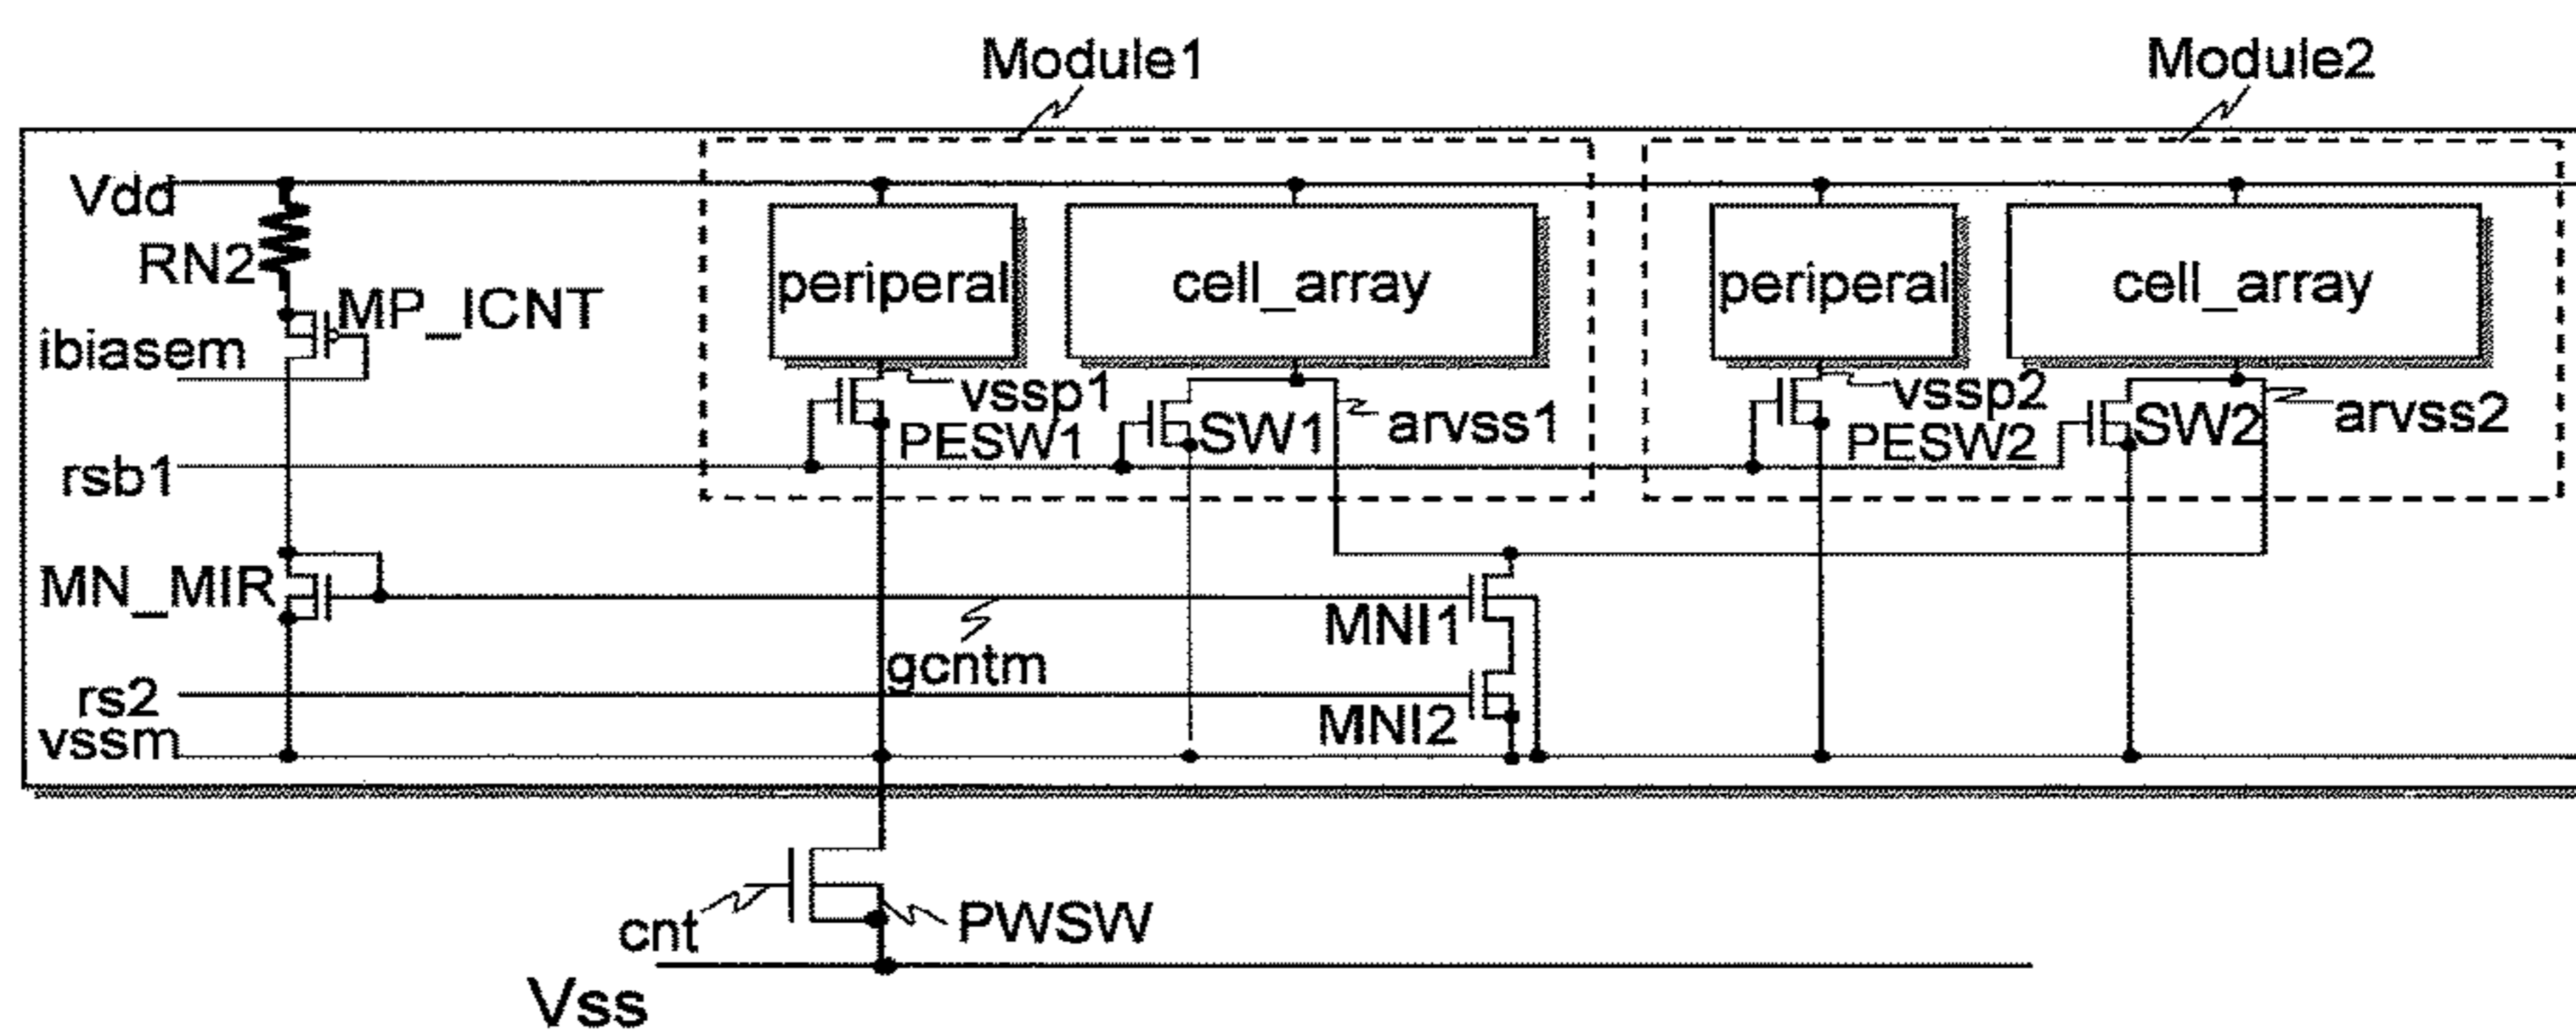 Module1
Module2
Vdd
RN2
MP_ICNT
periperal
cell_array
periperal
cell_array
ibiasem
vssp1
PESW1
SW1
arvss1
vssp2
PESW2
SW2
arvss2
rsb1
MN_MIR
MNI1
gcntm
rs2
MNI2
vssm
cnt
PWSW
Vss